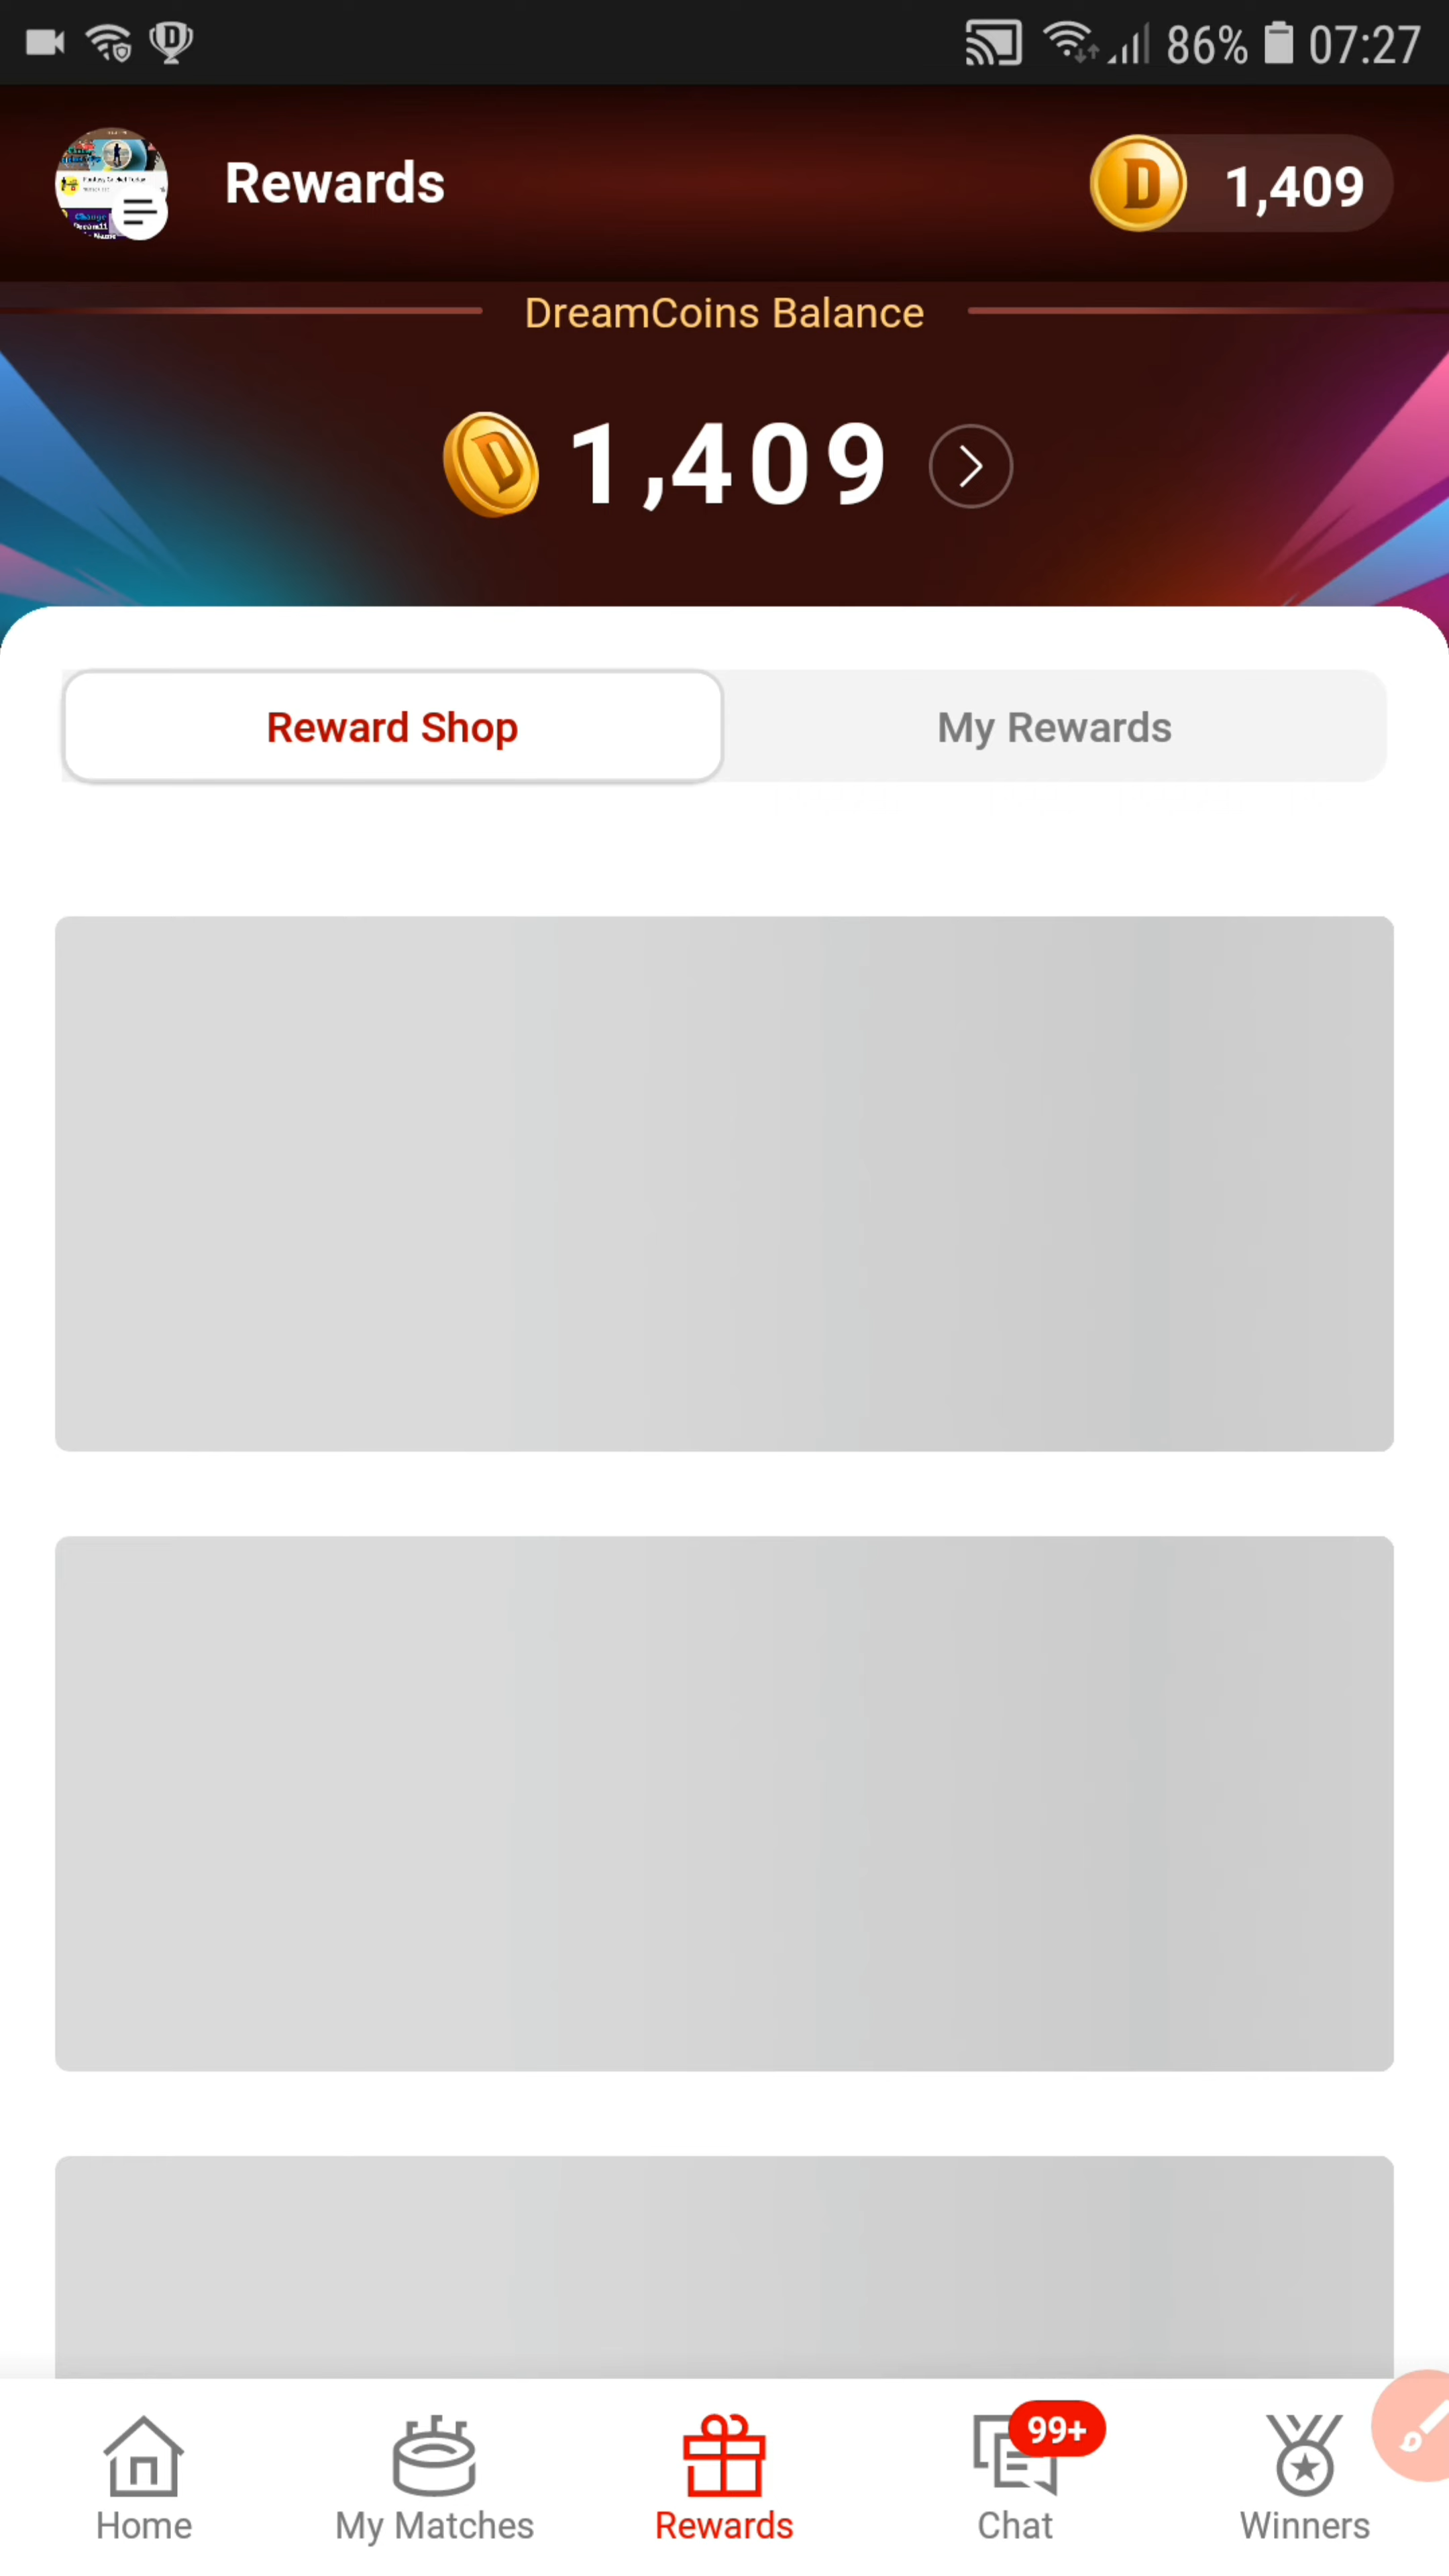 86% 07:27
Rewards
D 1,409
DreamCoins Balance
D 1,409
Reward Shop
My Rewards
99+
Home
My Matches
Rewards
Chat
Winners